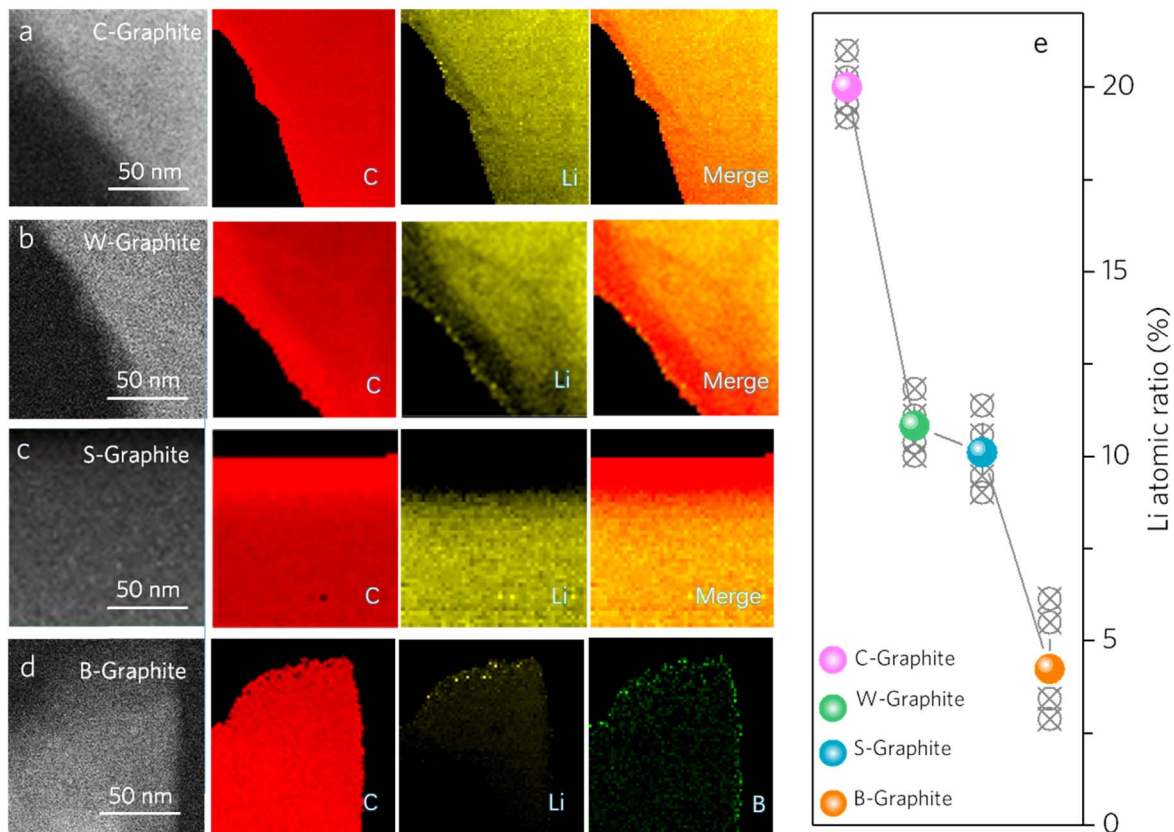 a
C-Graphite
50 nm
C
Li
Merge
b
W-Graphite
50 nm
C
Li
Merge
c
S-Graphite
50 nm
C
Li
Merge
d
B-Graphite
50 nm
C
Li
B
e
20
15
10
5
0
Li atomic ratio (%)
C-Graphite
W-Graphite
S-Graphite
B-Graphite